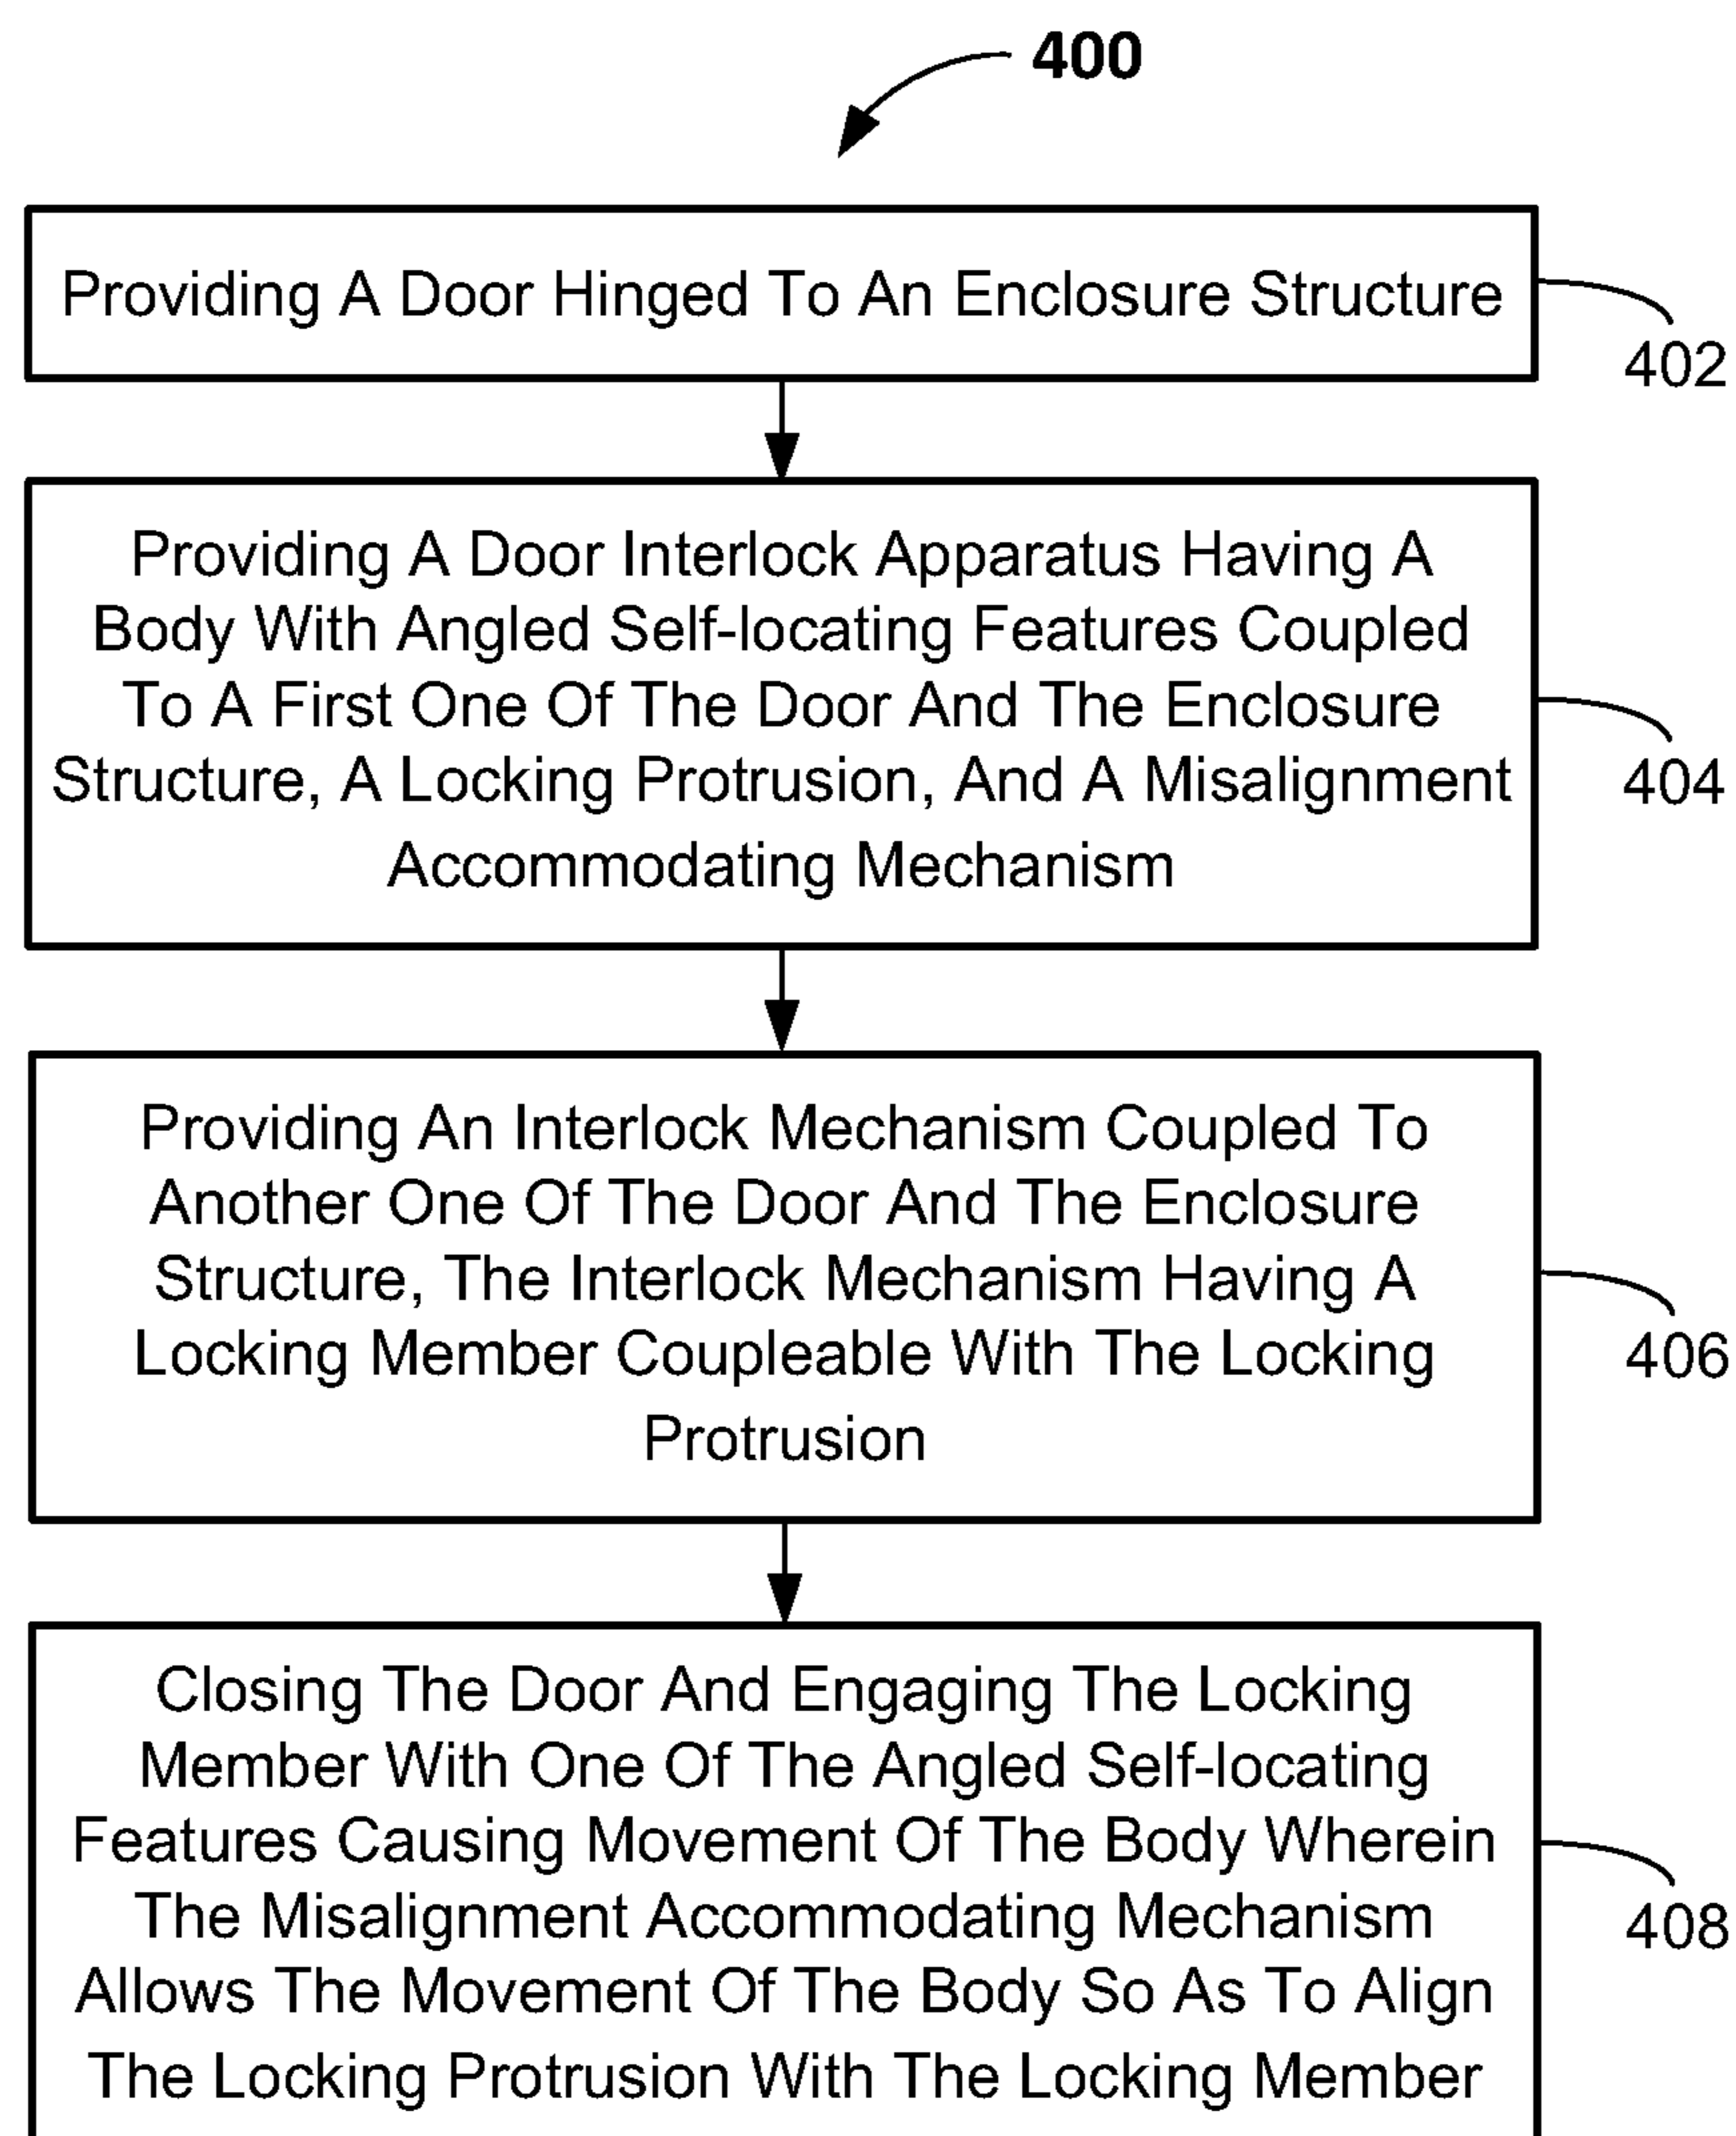 400
Providing A Door Hinged To An Enclosure Structure
402
Providing A Door Interlock Apparatus Having A
Body With Angled Self-locating Features Coupled
To A First One Of The Door And The Enclosure
Structure, A Locking Protrusion, And A Misalignment
Accommodating Mechanism
404
Providing An Interlock Mechanism Coupled To
Another One Of The Door And The Enclosure
Structure, The Interlock Mechanism Having A
Locking Member Coupleable With The Locking
Protrusion
406
Closing The Door And Engaging The Locking
Member With One Of The Angled Self-locating
Features Causing Movement Of The Body Wherein
The Misalignment Accommodating Mechanism
Allows The Movement Of The Body So As To Align
The Locking Protrusion With The Locking Member
408